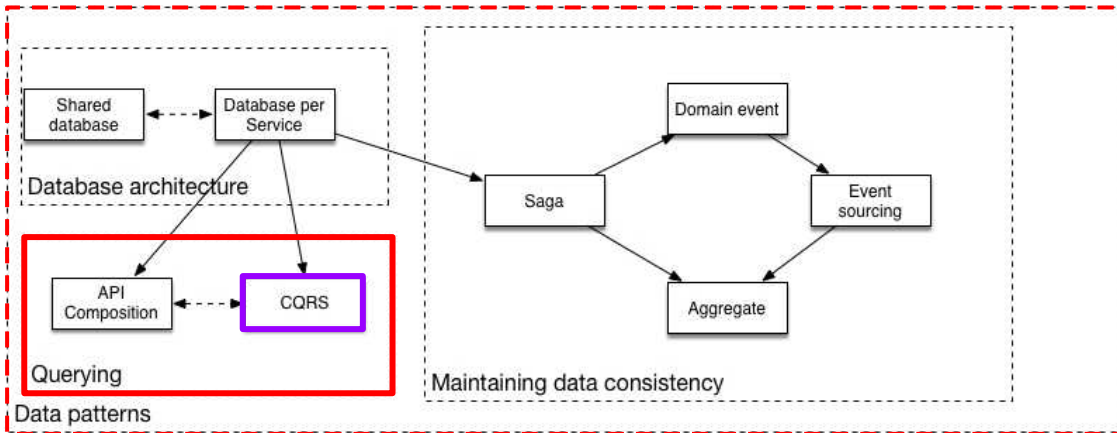 Shared
database
Database per
Service
Database architecture
Domain event
Saga
Event
sourcing
Aggregate
Maintaining data consistency
API
Composition
CQRS
Querying
Data patterns